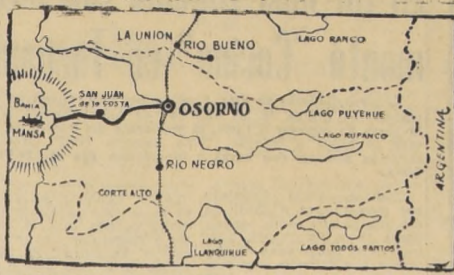 LA UNION
RIO BUENO
LAGO RANCO
BAHIA
MANSA
SAN JUAN
de la COSTA
OSORNO
LAGO PUYEHUE
LAGO RUPANCO
ARGENTINA
RIO NEGRO
CORTE ALTO
LAGO
LLANQUIHUE
LAGO TODOS SANTOS